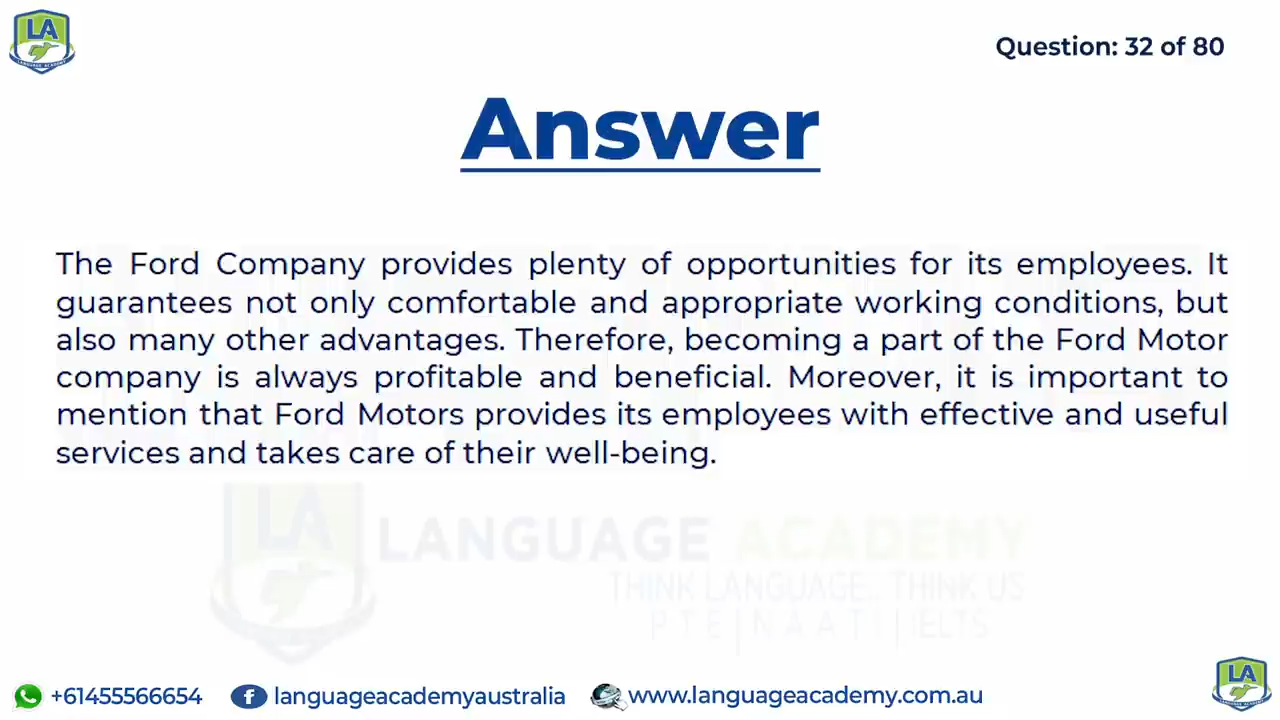 LA
LANGUAGE ACADEMY
Question: 32 of 80
Answer
The Ford Company provides plenty of opportunities for its employees. It
guarantees not only comfortable and appropriate working conditions, but
also many other advantages. Therefore, becoming a part of the Ford Motor
company is always profitable and beneficial. Moreover, it is important to
mention that Ford Motors provides its employees with effective and useful
services and takes care of their well-being.
LA
LANGUAGE ACADEMY
THINK LANGUAGE, THINK US
PTE | NAATI | IELTS
+61455566654
languageacademyaustralia
www.languageacademy.com.au
LA